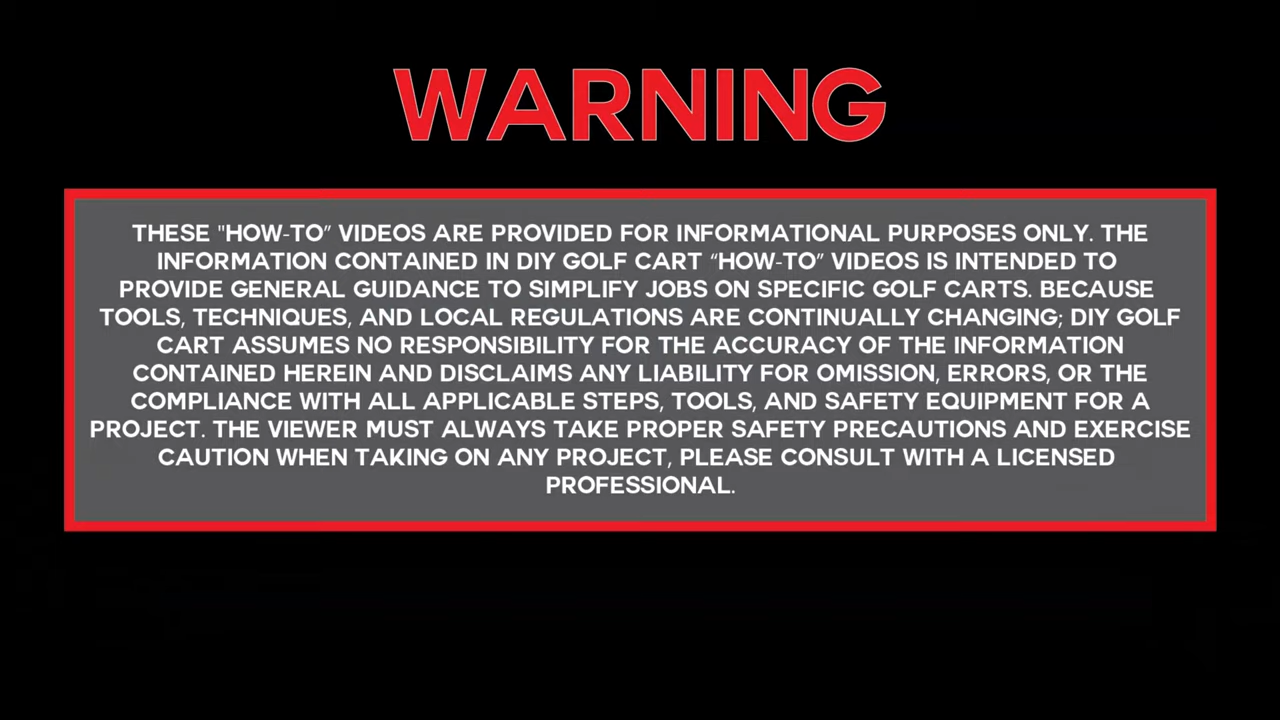 WARNING
THESE "HOW-TO” VIDEOS ARE PROVIDED FOR INFORMATIONAL PURPOSES ONLY. THE
INFORMATION CONTAINED IN DIY GOLF CART “HOW-TO” VIDEOS IS INTENDED TO
PROVIDE GENERAL GUIDANCE TO SIMPLIFY JOBS ON SPECIFIC GOLF CARTS. BECAUSE
TOOLS, TECHNIQUES, AND LOCAL REGULATIONS ARE CONTINUALLY CHANGING; DIY GOLF
CART ASSUMES NO RESPONSIBILITY FOR THE ACCURACY OF THE INFORMATION
CONTAINED HEREIN AND DISCLAIMS ANY LIABILITY FOR OMISSION, ERRORS, OR THE
COMPLIANCE WITH ALL APPLICABLE STEPS, TOOLS, AND SAFETY EQUIPMENT FOR A
PROJECT. THE VIEWER MUST ALWAYS TAKE PROPER SAFETY PRECAUTIONS AND EXERCISE
CAUTION WHEN TAKING ON ANY PROJECT, PLEASE CONSULT WITH A LICENSED
PROFESSIONAL.